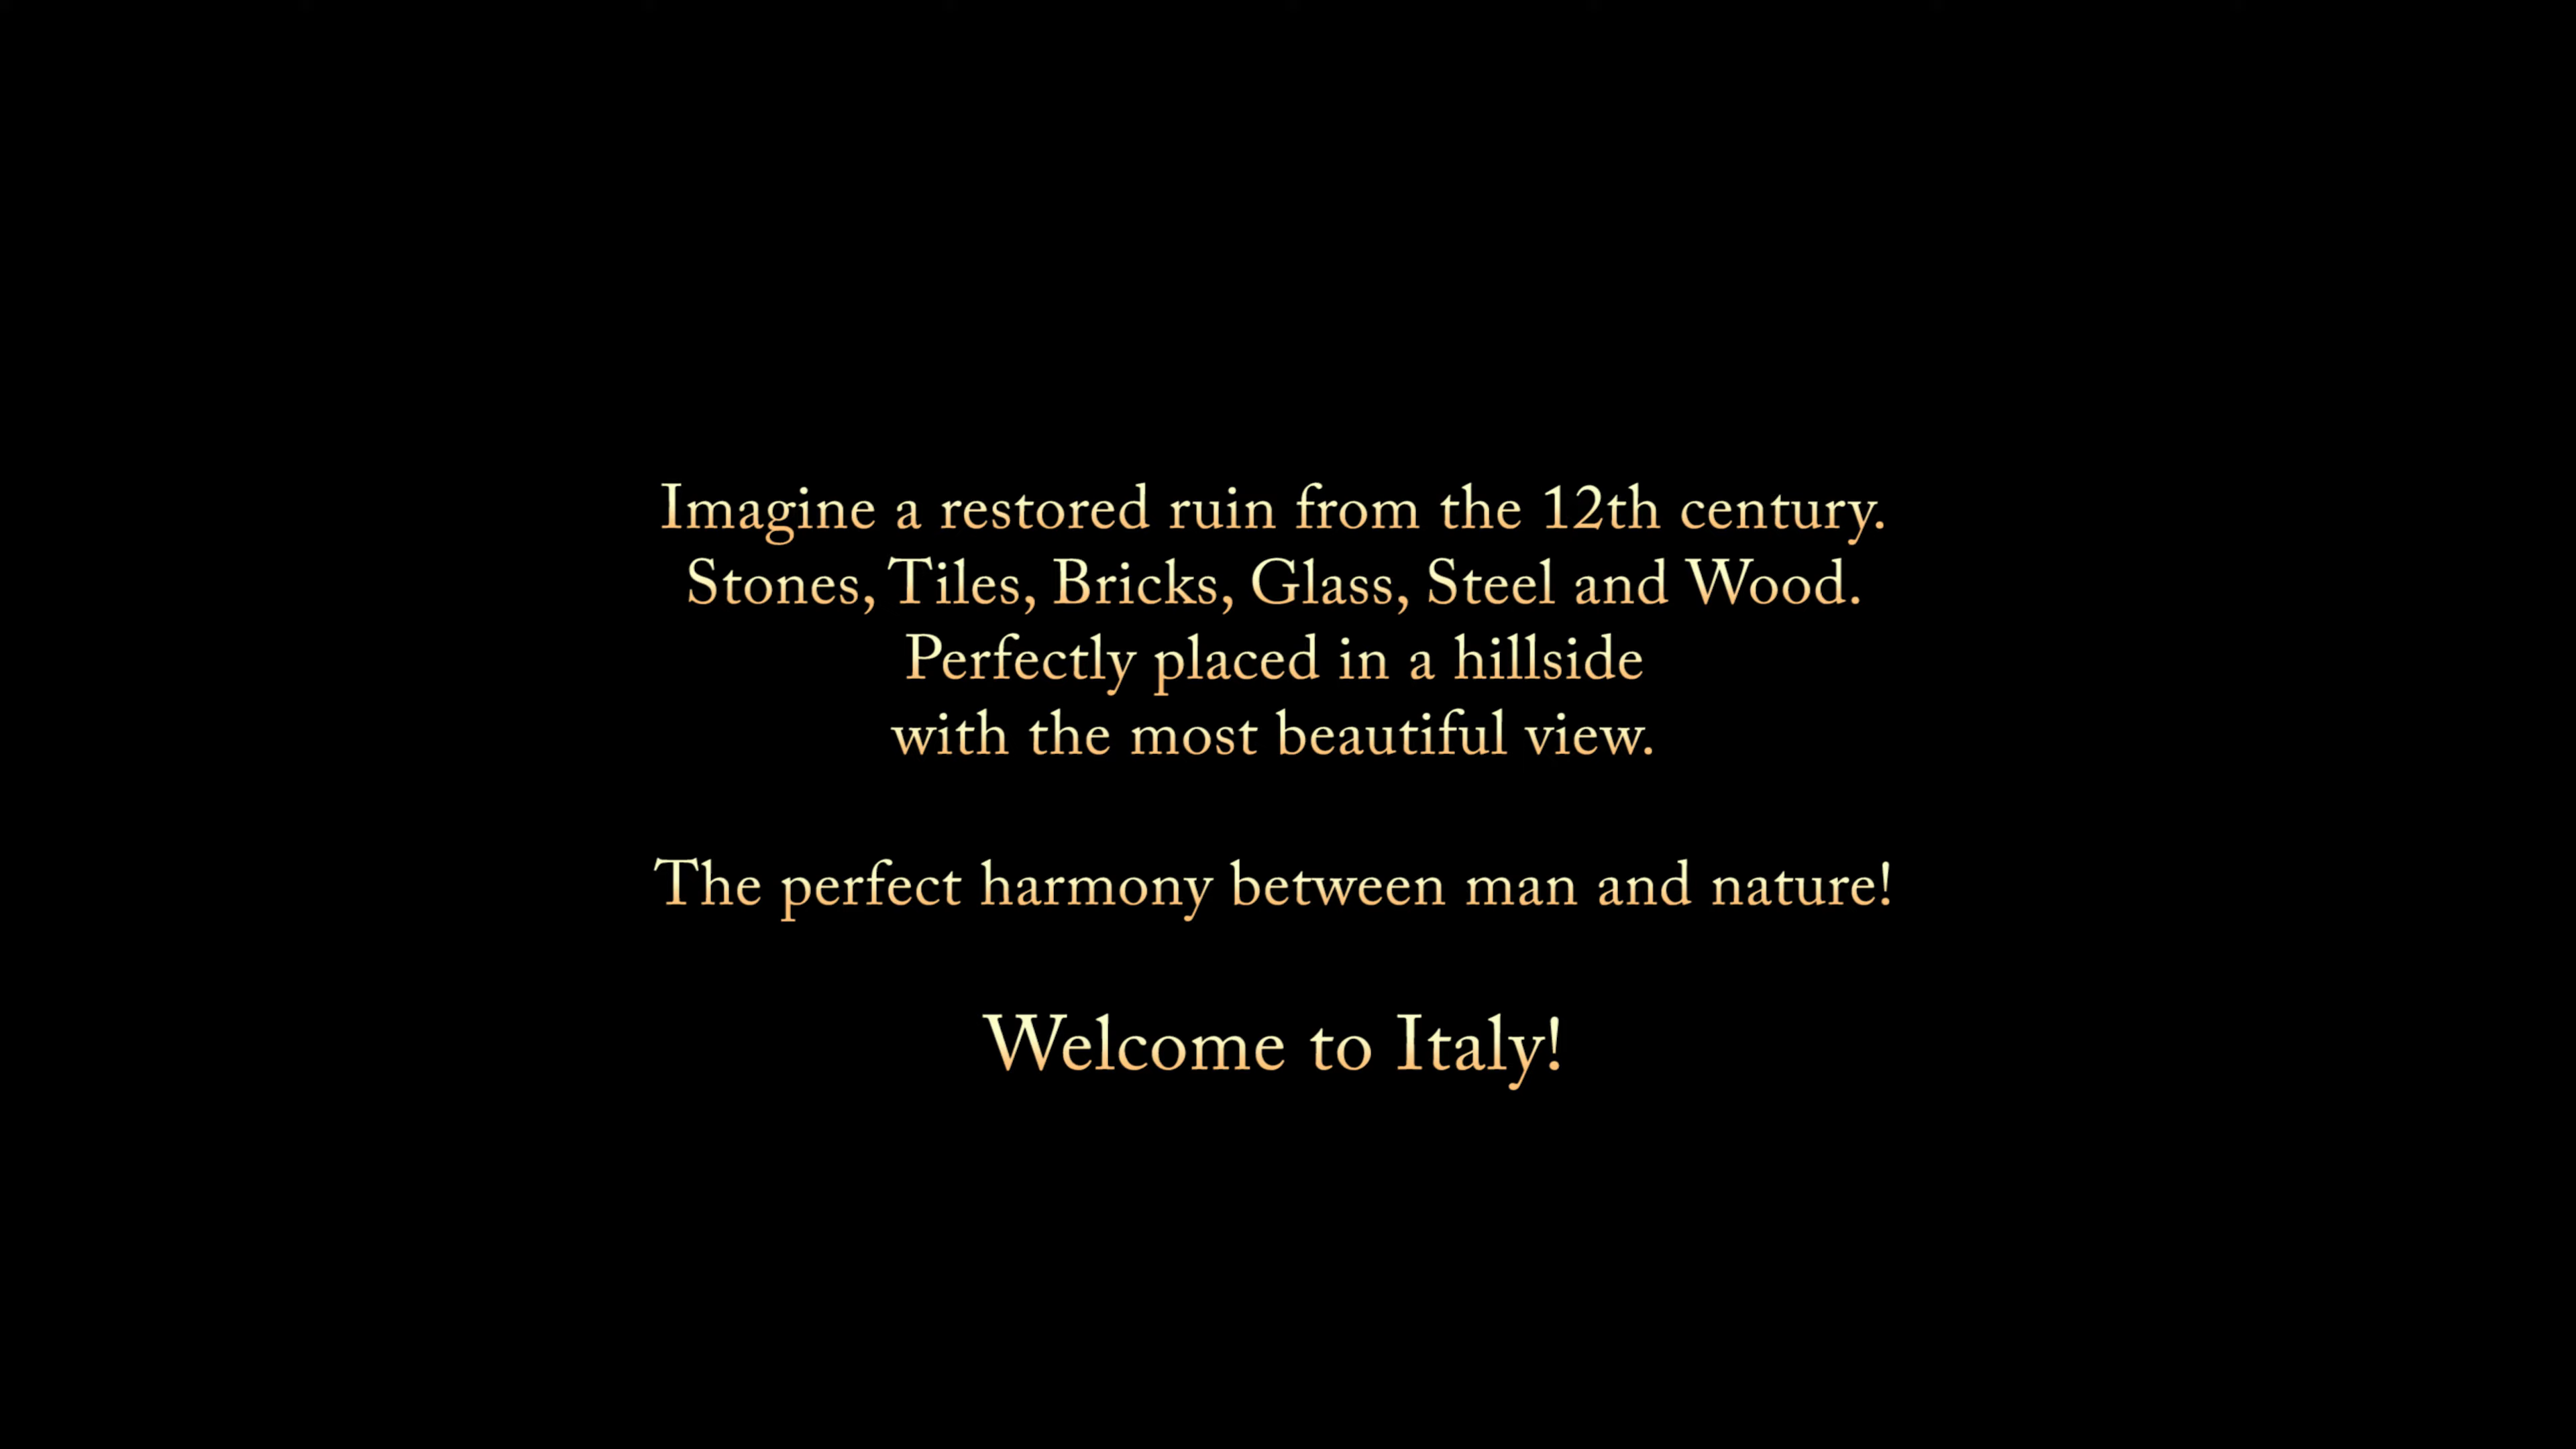 Imagine a restored ruin from the 12th century.
Stones, Tiles, Bricks, Glass, Steel and Wood.
Perfectly placed in a hillside
with the most beautiful view.
The perfect harmony between man and nature!
Welcome to Italy!